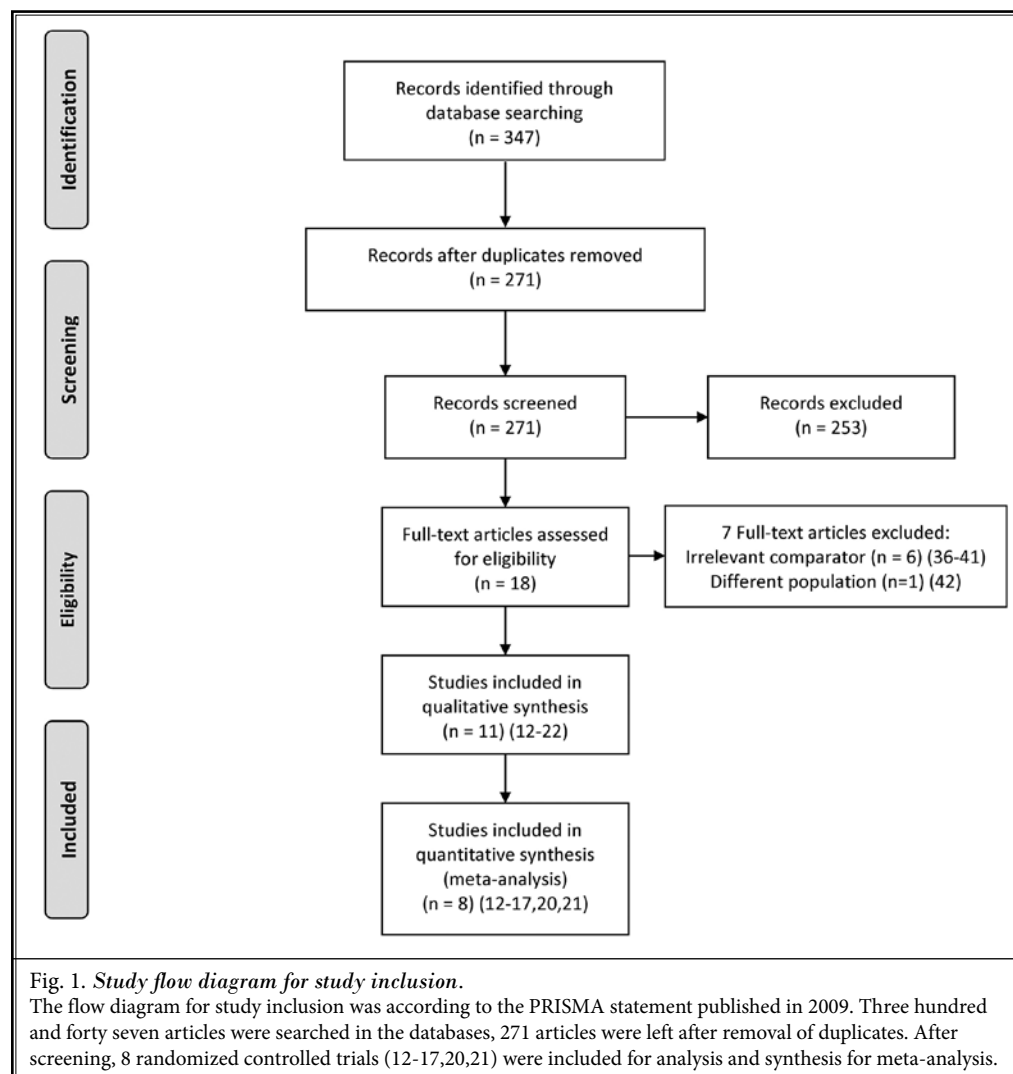 Identification
Records identified through
database searching
(n = 347)
Records after duplicates removed
(n = 271)
Screening
Records screened
(n = 271)
Records excluded
(n = 253)
Eligibility
Full-text articles assessed
for eligibility
(n = 18)
7 Full-text articles excluded:
Irrelevant comparator (n = 6) (36-41)
Different population (n=1) (42)
Studies included in
qualitative synthesis
(n = 11) (12-22)
Included
Studies included in
quantitative synthesis
(meta-analysis)
(n = 8) (12-17,20,21)
Fig. 1. Study flow diagram for study inclusion.
The flow diagram for study inclusion was according to the PRISMA statement published in 2009. Three hundred
and forty seven articles were searched in the databases, 271 articles were left after removal of duplicates. After
screening, 8 randomized controlled trials (12-17,20,21) were included for analysis and synthesis for meta-analysis.